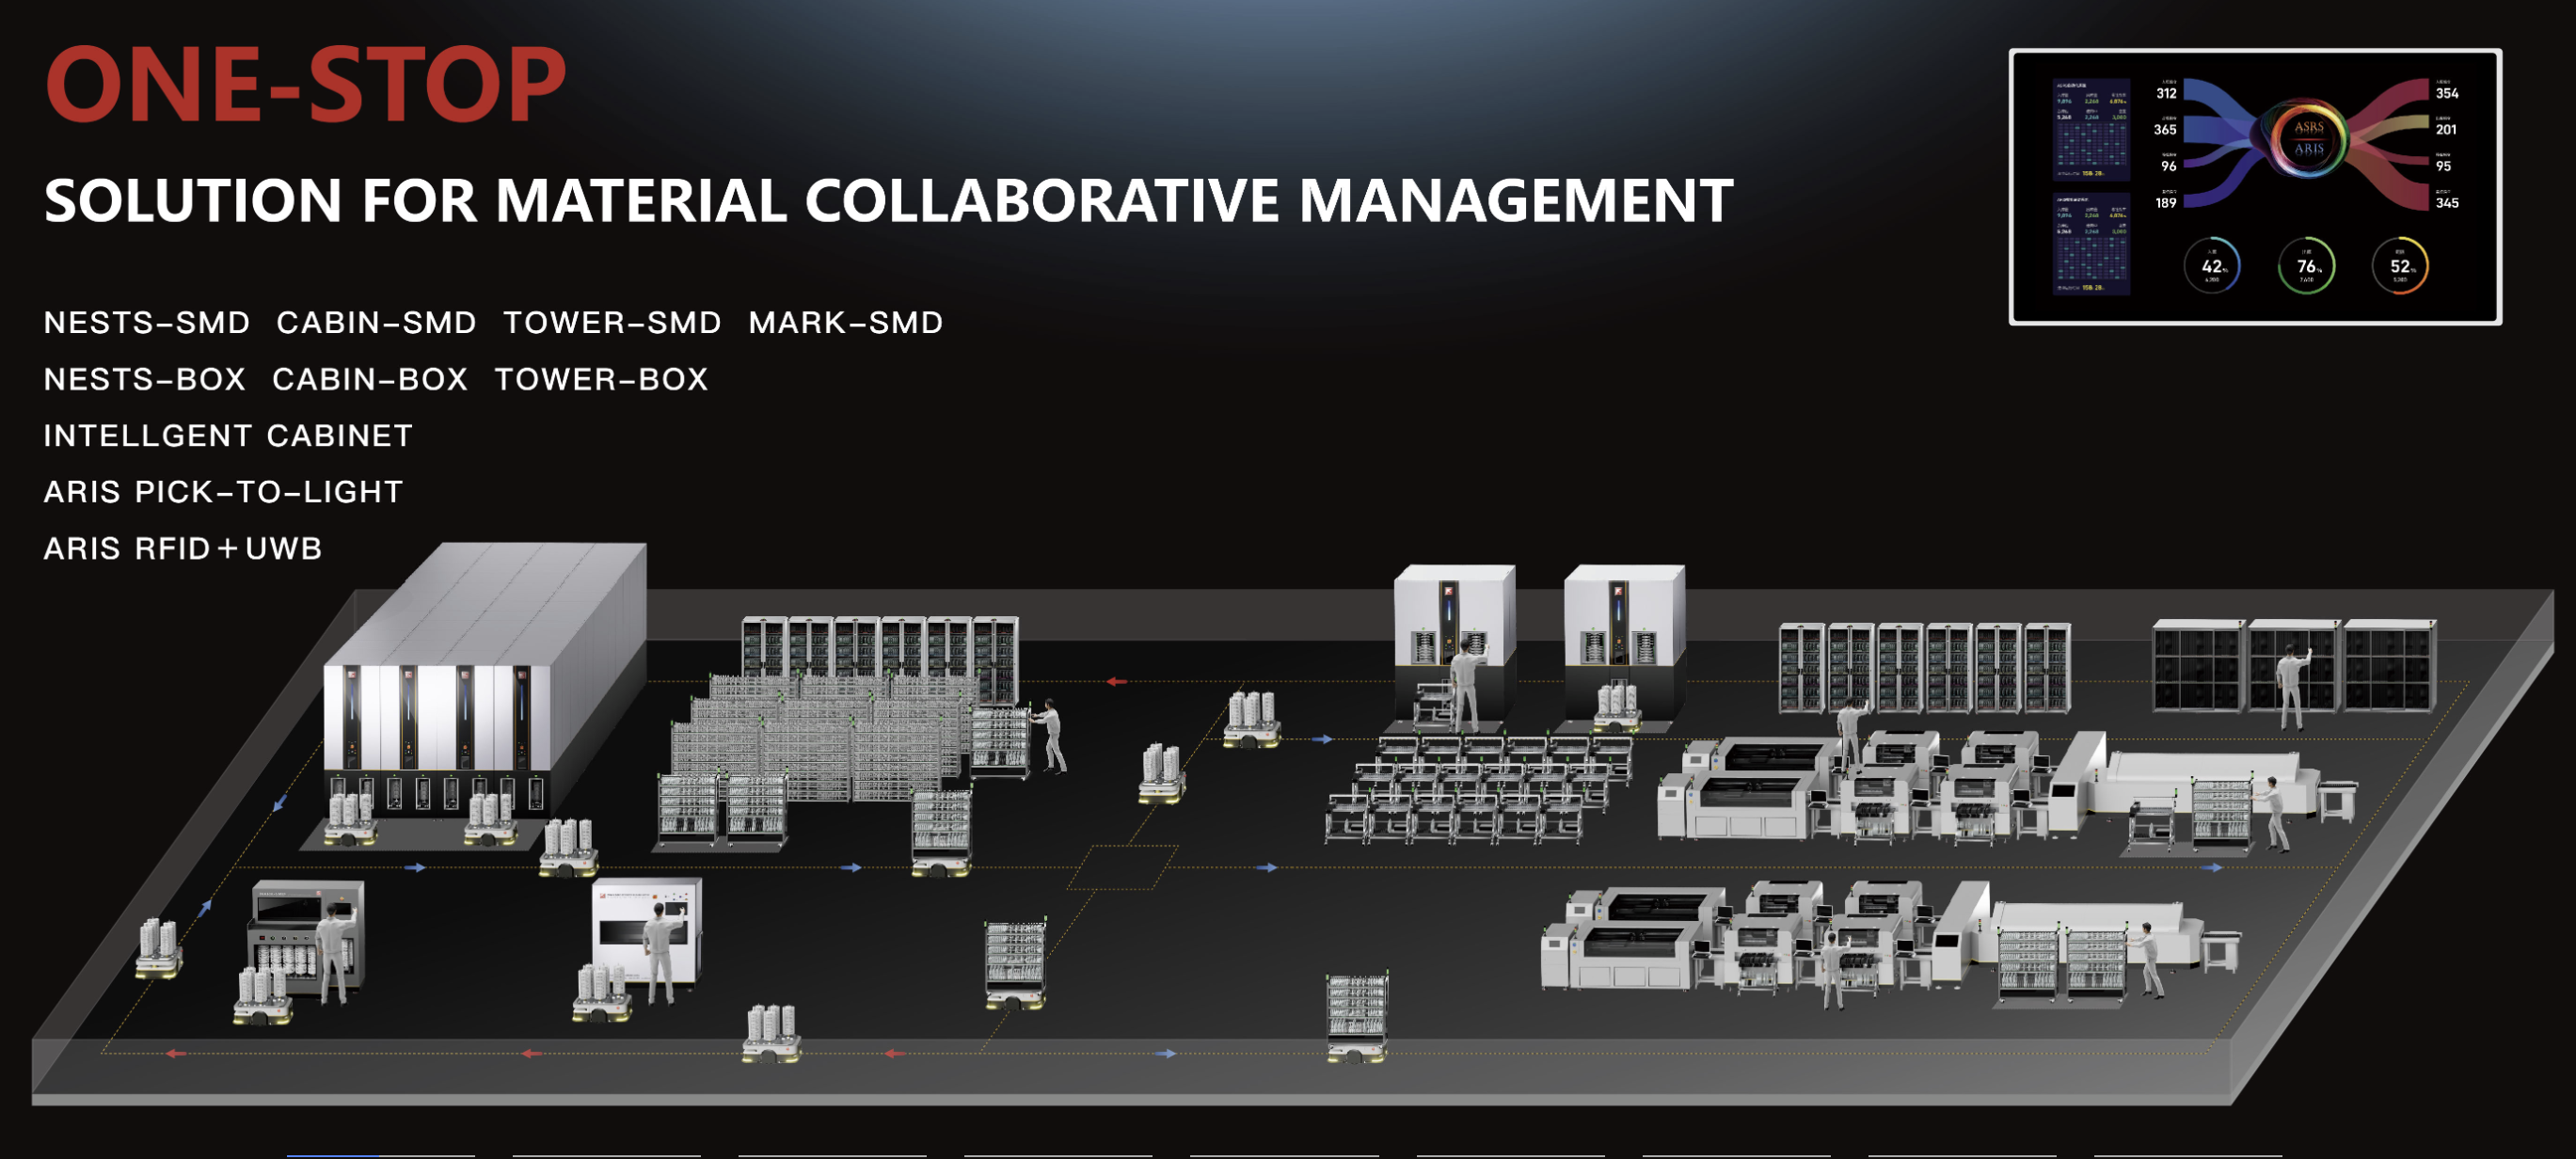 ONE-STOP
SOLUTION FOR MATERIAL COLLABORATIVE MANAGEMENT
NESTS-SMD CABIN-SMD TOWER-SMD MARK-SMD
NESTS-BOX CABIN-BOX TOWER-BOX
INTELLGENT CABINET
ARIS PICK-TO-LIGHT
ARIS RFID+UWB
312
365
96
189
ASRS
ARIS
354
201
95
345
42%
76%
52%